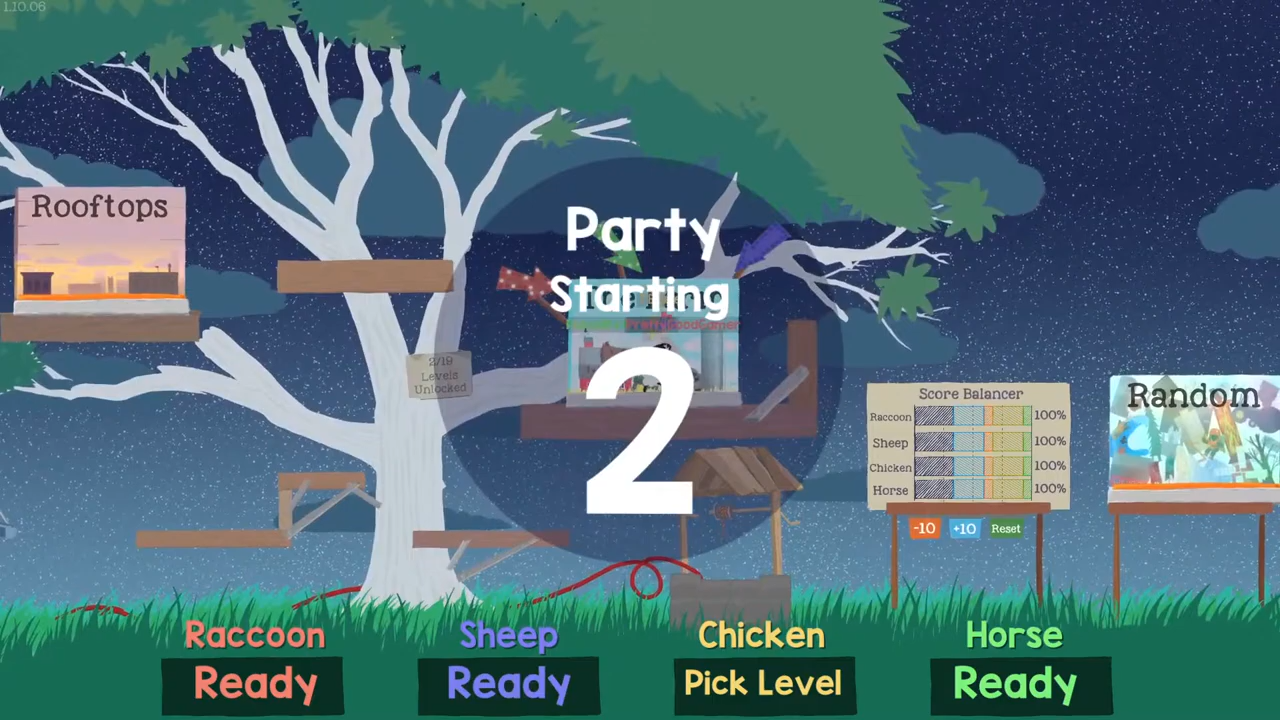 1.10.06
Rooftops
Party
Starting
2
2/19
Levels
Unlocked
Score Balancer
Raccoon 100%
Sheep 100%
Chicken 100%
Horse 100%
-10 +10 Reset
Random
Raccoon
Ready
Sheep
Ready
Chicken
Pick Level
Horse
Ready